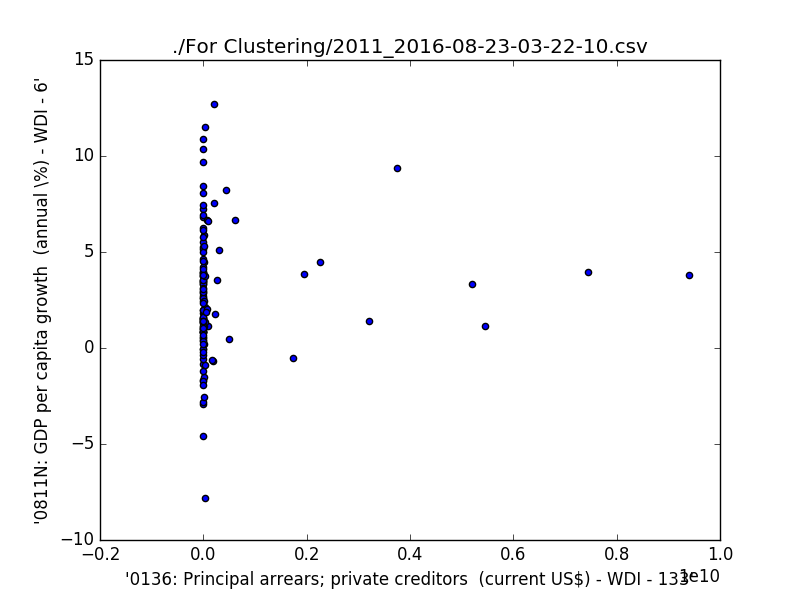 ./For Clustering/2011_2016-08-23-03-22-10.csv
15
10
5
0
−5
−10
'0811N: GDP per capita growth  (annual \%) - WDI - 6'
−0.2 0.0 0.2 0.4 0.6 0.8 1.0
1e10
'0136: Principal arrears; private creditors  (current US$) - WDI - 133'